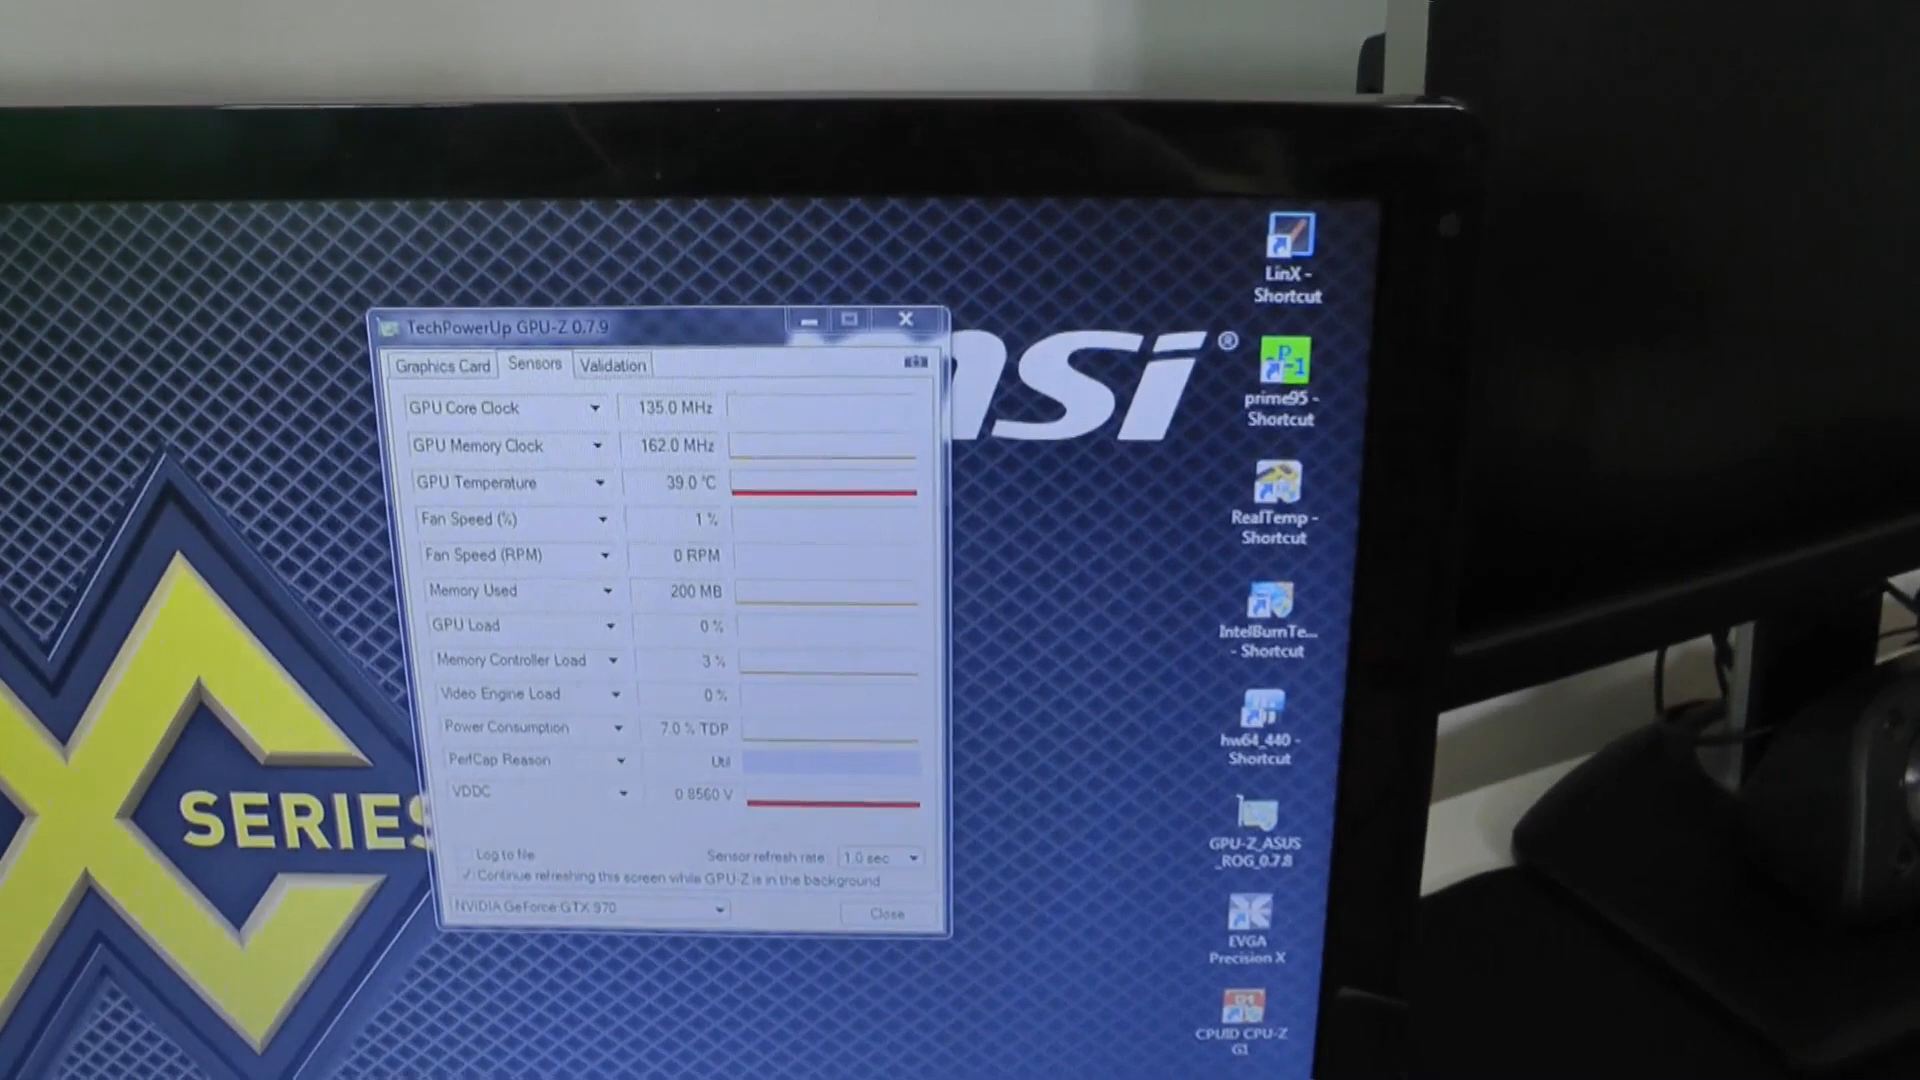 TechPowerUp GPU-Z 0.7.9
Graphics Card Sensors Validation
GPU Core Clock 135.0 MHz
GPU Memory Clock 162.0 MHz
GPU Temperature 39.0 °C
Fan Speed (%) 1 %
Fan Speed (RPM) 0 RPM
Memory Used 200 MB
GPU Load 0 %
Memory Controller Load 3 %
Video Engine Load 0 %
Power Consumption 7.0 % TDP
PerfCap Reason Util
VDDC 0.8560 V
Log to file Sensor refresh rate: 1.0 sec
Continue refreshing this screen while GPU-Z is in the background
NVIDIA GeForce GTX 970 Close
SERIES
®
LinX -
Shortcut
prime95 -
Shortcut
RealTemp -
Shortcut
IntelBurnTe...
- Shortcut
hw64_440 -
Shortcut
GPU-Z_ASUS
_ROG_0.7.8
EVGA
Precision X
CPUID CPU-Z
G1